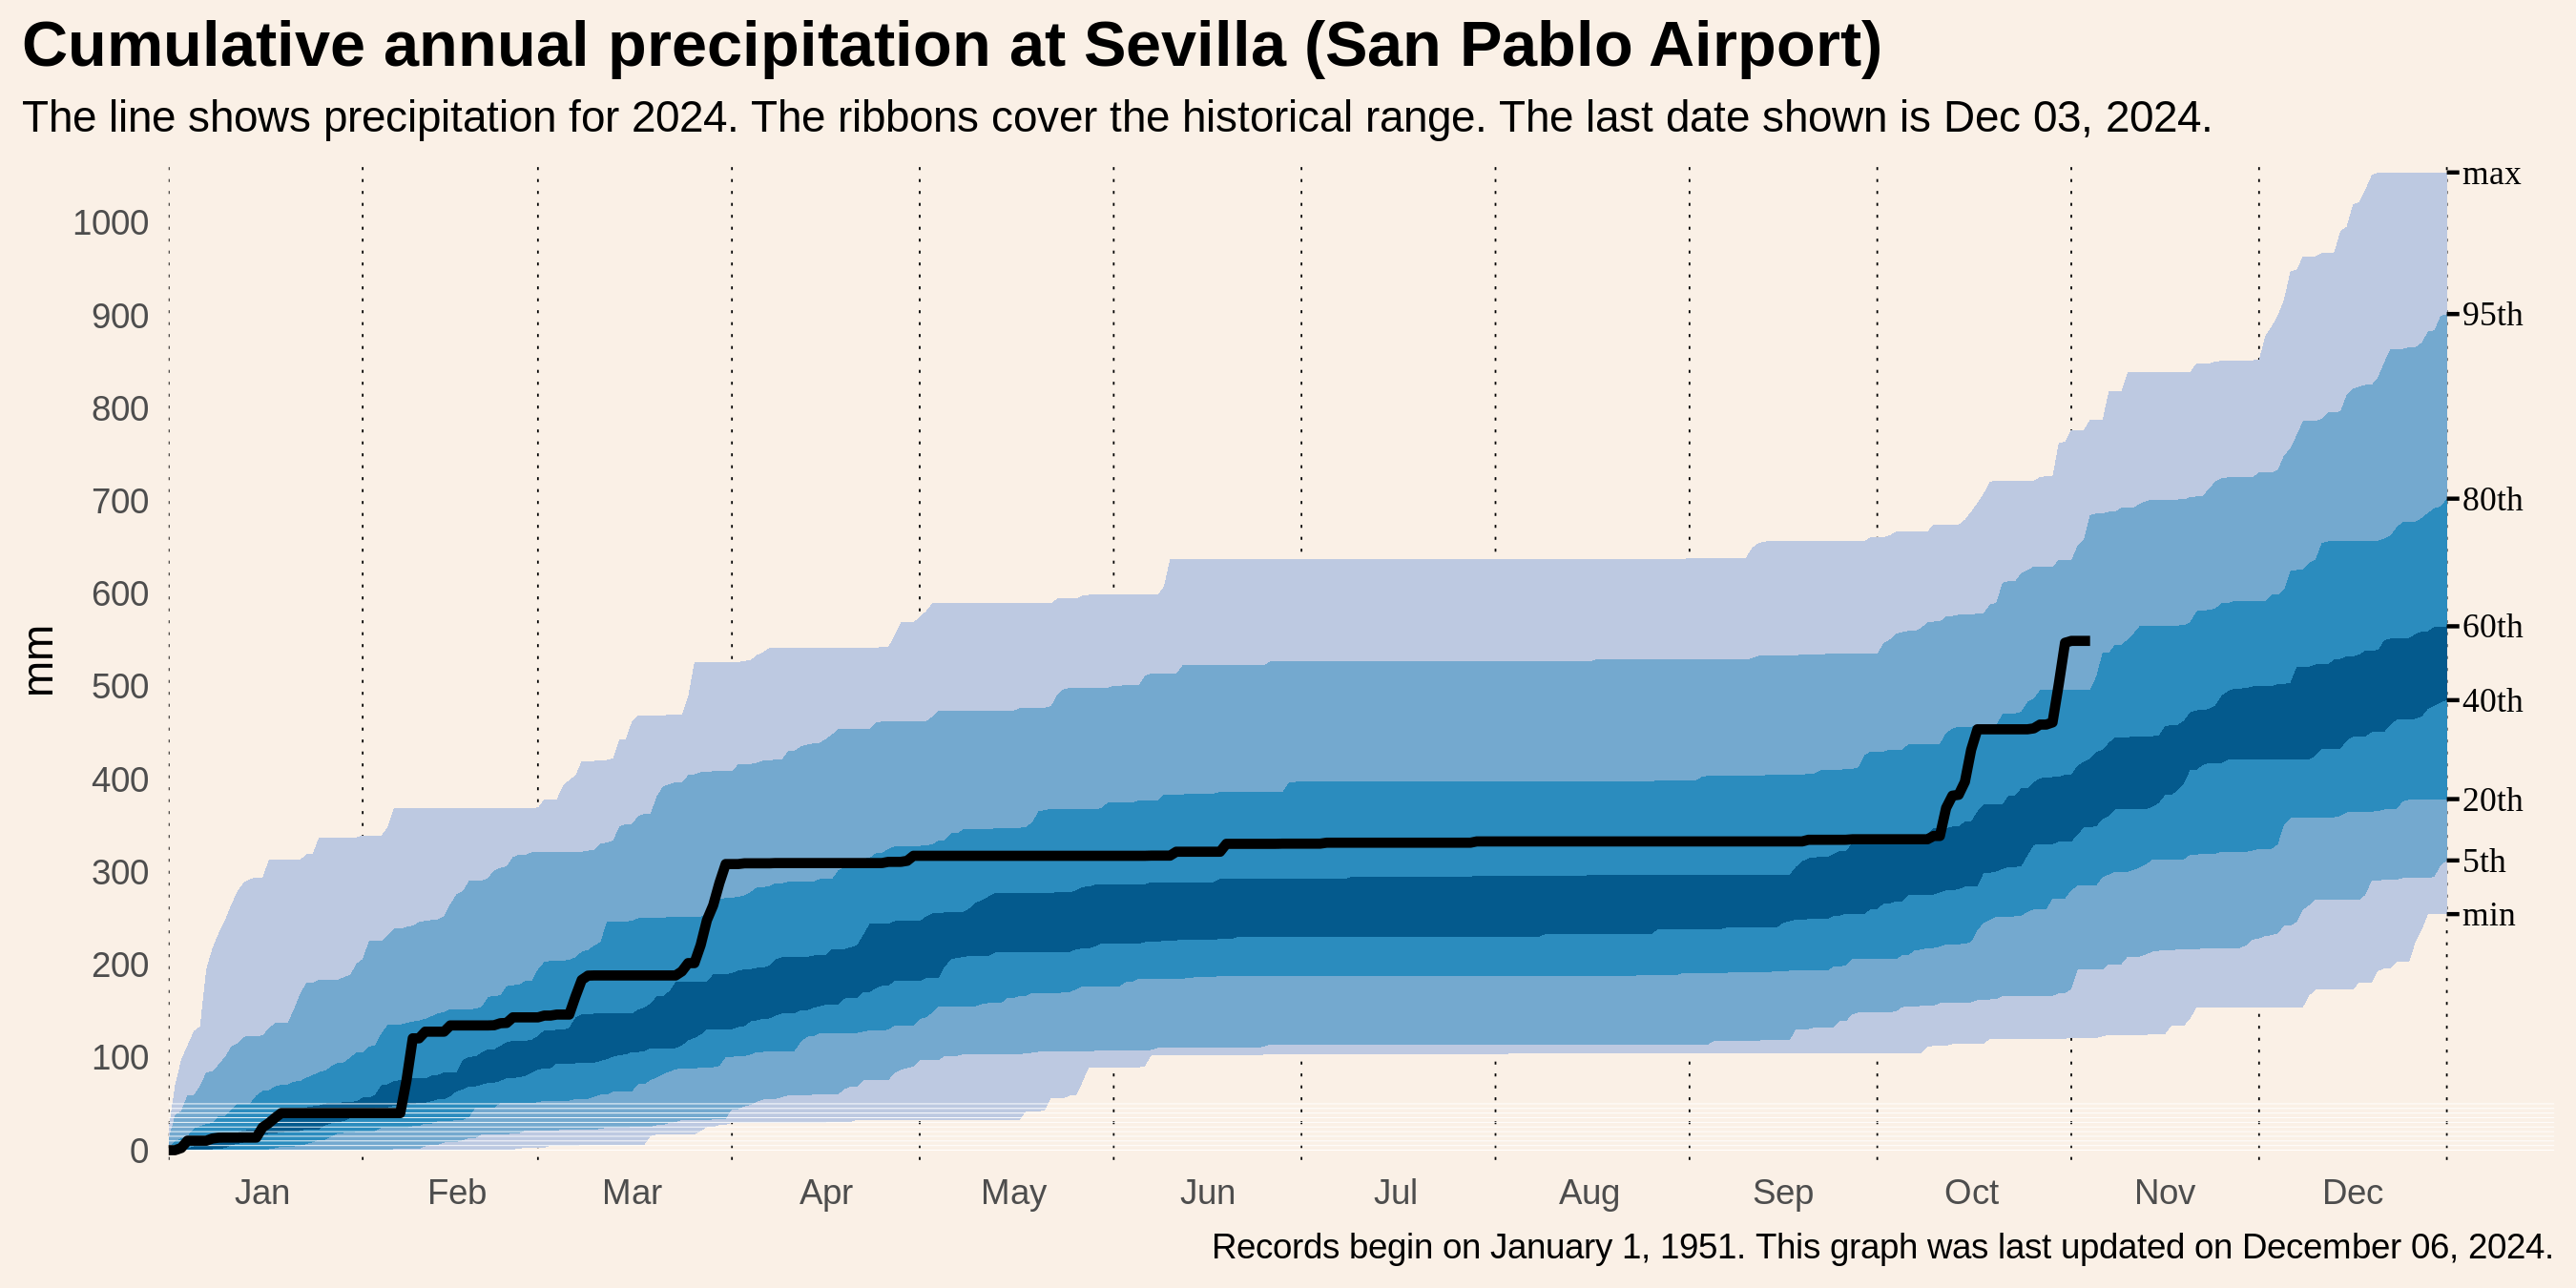 Cumulative annual precipitation at Sevilla (San Pablo Airport)
The line shows precipitation for 2024. The ribbons cover the historical range. The last date shown is Dec 03, 2024.
mm
1000
900
800
700
600
500
400
300
200
100
0
max
95th
80th
60th
40th
20th
5th
min
Jan Feb Mar Apr May Jun Jul Aug Sep Oct Nov Dec
Records begin on January 1, 1951. This graph was last updated on December 06, 2024.